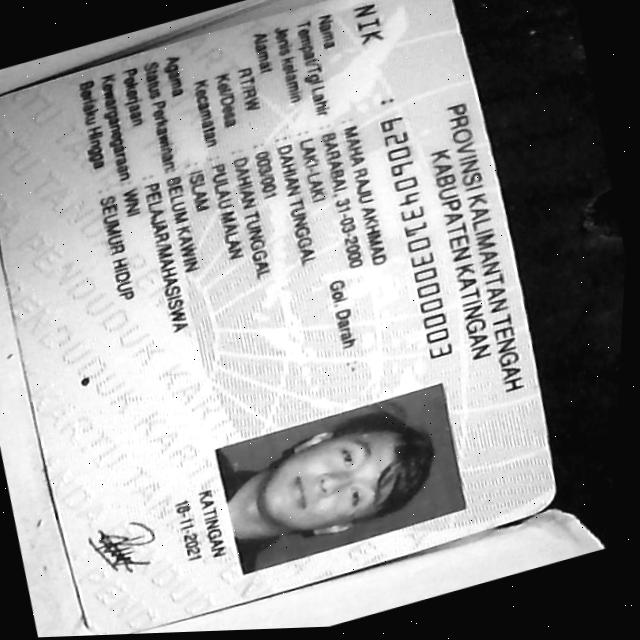 PROVINSI KALIMANTAN TENGAH
KABUPATEN KATINGAN
NIK : 6206043103000003
Nama : MAHA RAJU AKHMAD
Tempat/Tgl Lahir : BARABAI, 31-03-2000
Jenis kelamin : LAKI-LAKI Gol. Darah : -
Alamat : DAHIAN TUNGGAL
RT/RW : 003/001
Kel/Desa : DAHIAN TUNGGAL
Kecamatan : PULAU MALAN
Agama : ISLAM
Status Perkawinan : BELUM KAWIN
Pekerjaan : PELAJAR/MAHASISWA
Kewarganegaraan : WNI
Berlaku Hingga : SEUMUR HIDUP
KATINGAN
18-11-2021